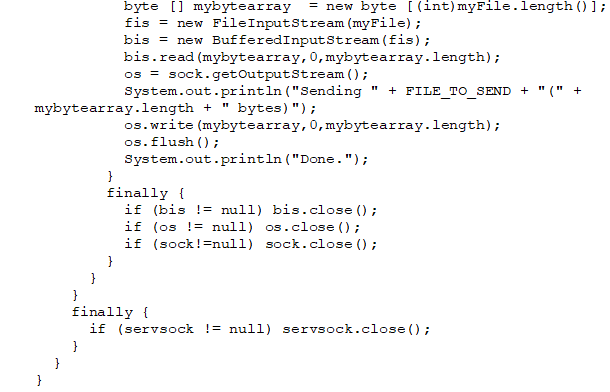 byte [] mybytearray  = new byte [(int)myFile.length()];
fis = new FileInputStream(myFile);
bis = new BufferedInputStream(fis);
bis.read(mybytearray,0,mybytearray.length);
os = sock.getOutputStream();
System.out.println("Sending " + FILE_TO_SEND + "(" +
mybytearray.length + " bytes)");
os.write(mybytearray,0,mybytearray.length);
os.flush();
System.out.println("Done.");
}
finally {
if (bis != null) bis.close();
if (os != null) os.close();
if (sock!=null) sock.close();
}
}
}
finally {
if (servsock != null) servsock.close();
}
}
}